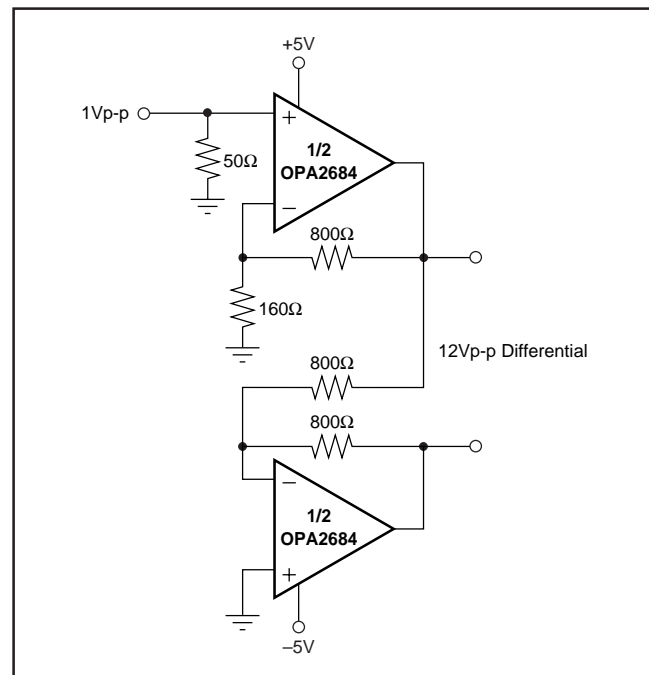 +5V
1Vp-p
+
1/2
OPA2684
50Ω
−
800Ω
160Ω
12Vp-p Differential
800Ω
800Ω
−
1/2
OPA2684
+
–5V